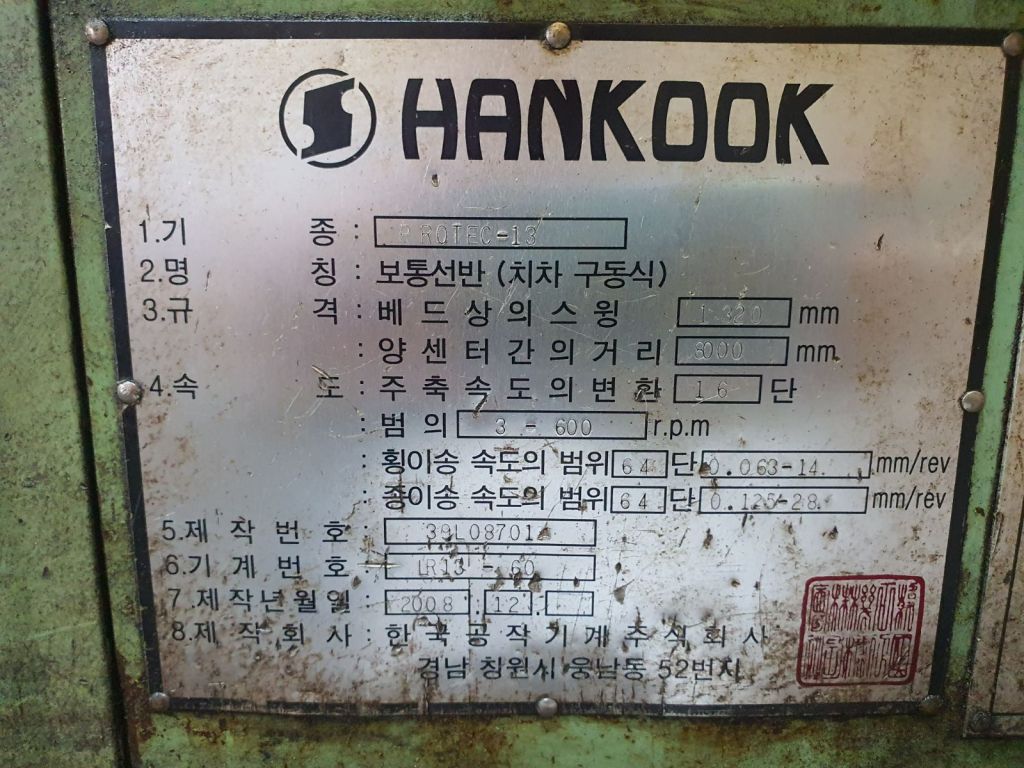 HANKOOK
1.기 종 : PROTEC-13
2.명 칭 : 보통선반 (치차 구동식)
3.규 격 : 베드상의스윙 1320 mm
: 양센터간의거리 6000 mm
4.속 도 : 주축속도의변환 16 단
: 범의 3 - 600 r.p.m
: 횡이송 속도의 범위 64 단 0.063-14 mm/rev
: 종이송 속도의 범위 64 단 0.125-28 mm/rev
5.제 작 번 호 :
6.기 계 번 호 : LR13 - 60
7.제작년월일 : 2008 12
8.제 작 회 사 : 한국공작기계주식회사
경남 창원시 웅남동 52번지